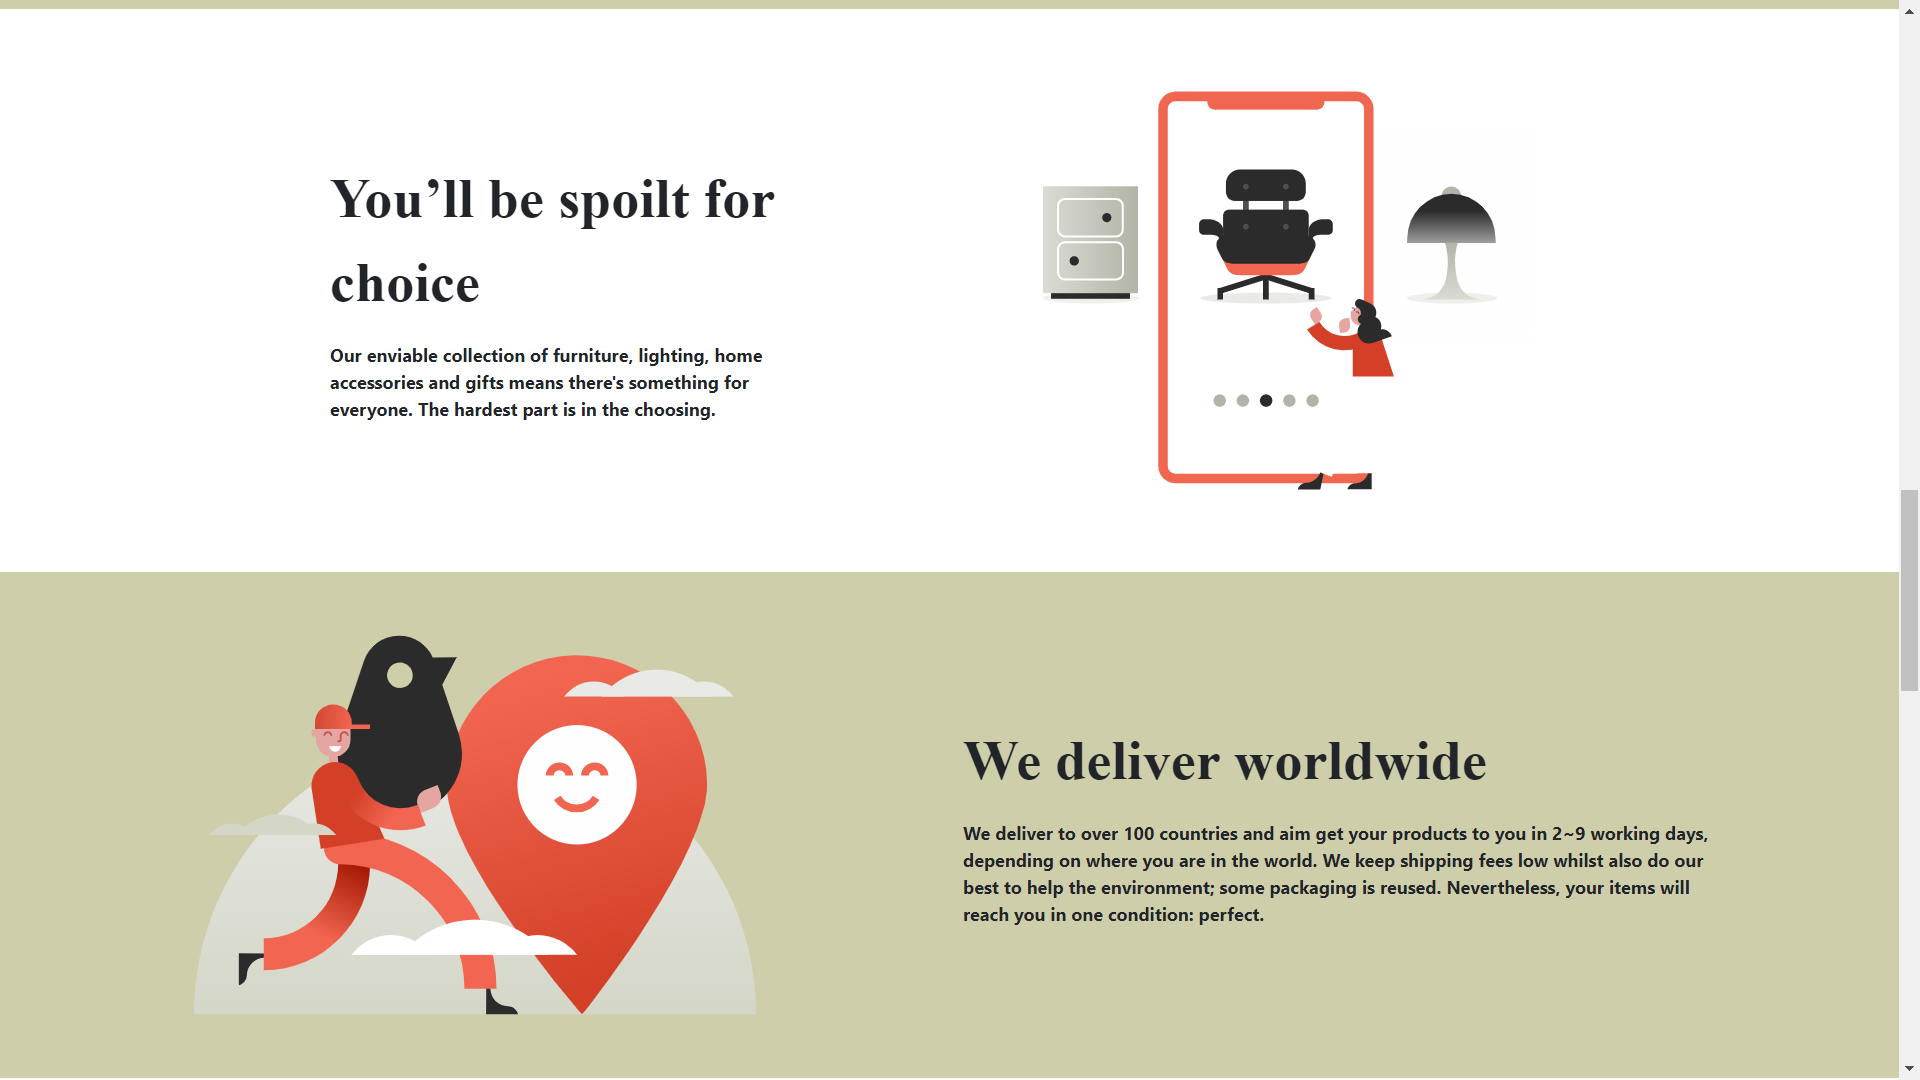 You’ll be spoilt for
choice
Our enviable collection of furniture, lighting, home
accessories and gifts means there's something for
everyone. The hardest part is in the choosing.
We deliver worldwide
We deliver to over 100 countries and aim get your products to you in 2~9 working days,
depending on where you are in the world. We keep shipping fees low whilst also do our
best to help the environment; some packaging is reused. Nevertheless, your items will
reach you in one condition: perfect.